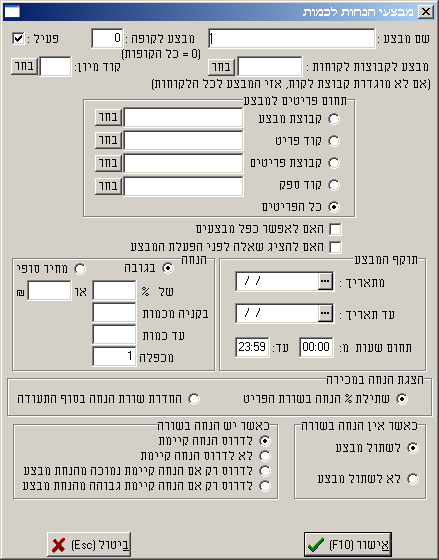 מבצעי הנחות לכמות
שם מבצע : 1 מבצע לקופה : 0 פעיל :
(0 = כל הקופות)
מבצע לקבוצות לקוחות : בחר קוד מיון: בחר
(אם לא מוגדרת קבוצת לקוח, אזי המבצע לכל הלקוחות)
תחום פריטים למבצע
קבוצת מבצע בחר
קוד פריט בחר
קבוצת פריטים בחר
קוד ספק בחר
כל הפריטים
האם לאפשר כפל מבצעים
האם להציג שאלה לפני הפעלת המבצע
תוקף המבצע
מתאריך : / / ...
עד תאריך : / / ...
תחום שעות מ: 00:00 עד: 23:59
הנחה
בגובה מחיר סופי
של % או ₪
בקניה מכמות
עד כמות
מכפלה 1
הצגת הנחה במכירה
שתילת % הנחה בשורת הפריט החדרת שורת הנחה בסוף התעודה
כאשר אין הנחה בשורה
לשתול מבצע
לא לשתול מבצע
כאשר יש הנחה בשורה
לדרוס הנחה קיימת
לא לדרוס הנחה קיימת
לדרוס רק אם הנחה קיימת נמוכה מהנחת מבצע
לדרוס רק אם הנחה קיימת גבוהה מהנחת מבצע
אישור (F10) ביטול (Esc)